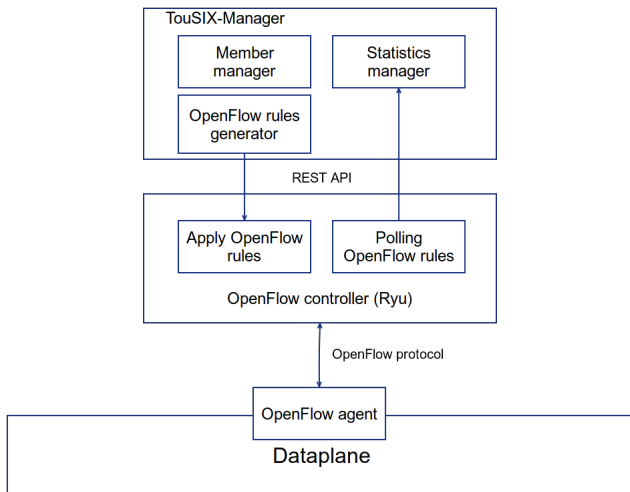 TouSIX-Manager
Member
manager
Statistics
manager
OpenFlow rules
generator
REST API
Apply OpenFlow
rules
Polling
OpenFlow rules
OpenFlow controller (Ryu)
OpenFlow protocol
OpenFlow agent
Dataplane